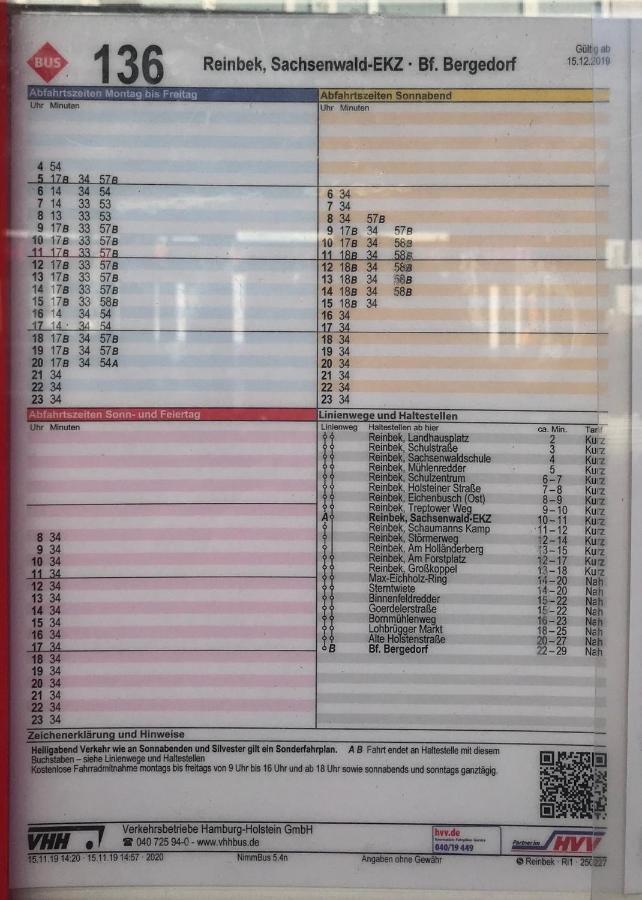 BUS 136 Reinbek, Sachsenwald-EKZ · Bf. Bergedorf
Gültig ab
15.12.2019
Abfahrtszeiten Montag bis Freitag
Uhr Minuten
4 54
5 17B 34 57B
6 14 34 54
7 14 33 53
8 13 33 53
9 17B 33 57B
10 17B 33 57B
11 17B 33 57B
12 17B 33 57B
13 17B 33 57B
14 17B 33 57B
15 17B 33 58B
16 14 34 54
17 14 34 54
18 17B 34 57B
19 17B 34 57B
20 17B 34 54A
21 34
22 34
23 34
Abfahrtszeiten Sonnabend
Uhr Minuten
6 34
7 34
8 34 57B
9 17B 34 57B
10 17B 34 58B
11 18B 34 58B
12 18B 34 58B
13 18B 34 58B
14 18B 34 58B
15 18B 34
16 34
17 34
18 34
19 34
20 34
21 34
22 34
23 34
Abfahrtszeiten Sonn- und Feiertag
Uhr Minuten
8 34
9 34
10 34
11 34
12 34
13 34
14 34
15 34
16 34
17 34
18 34
19 34
20 34
21 34
22 34
23 34
Linienwege und Haltestellen
Linienweg Haltestellen ab hier ca. Min. Tarif
Reinbek, Landhausplatz 2 Kurz
Reinbek, Schulstraße 3 Kurz
Reinbek, Sachsenwaldschule 4 Kurz
Reinbek, Mühlenredder 5 Kurz
Reinbek, Schulzentrum 6–7 Kurz
Reinbek, Holsteiner Straße 7–8 Kurz
Reinbek, Eichenbusch (Ost) 8–9 Kurz
Reinbek, Treptower Weg 9–10 Kurz
A Reinbek, Sachsenwald-EKZ 10–11 Kurz
Reinbek, Schaumanns Kamp 11–12 Kurz
Reinbek, Störmerweg 12–14 Kurz
Reinbek, Am Holländerberg 13–15 Kurz
Reinbek, Am Forstplatz 12–17 Kurz
Reinbek, Großkoppel 13–18 Kurz
Max-Eichholz-Ring 14–20 Nah
Sterntwiete 14–20 Nah
Binnenfeldredder 15–22 Nah
Goerdelerstraße 15–22 Nah
Bornmühlenweg 16–23 Nah
Lohbrügger Markt 18–25 Nah
Alte Holstenstraße 20–27 Nah
B Bf. Bergedorf 22–29 Nah
Zeichenerklärung und Hinweise
Heiligabend Verkehr wie an Sonnabenden und Silvester gilt ein Sonderfahrplan. A B Fahrt endet an Haltestelle mit diesem
Buchstaben – siehe Linienwege und Haltestellen
Kostenlose Fahrradmitnahme montags bis freitags von 9 Uhr bis 16 Uhr und ab 18 Uhr sowie sonnabends und sonntags ganztägig.
VHH
Verkehrsbetriebe Hamburg-Holstein GmbH
☎ 040 725 94-0 - www.vhhbus.de
hvv.de
040/19 449
Partner im HVV
15.11.19 14:20 · 15.11.19 14:57 · 2020 NimmBus 5.4n Angaben ohne Gewähr